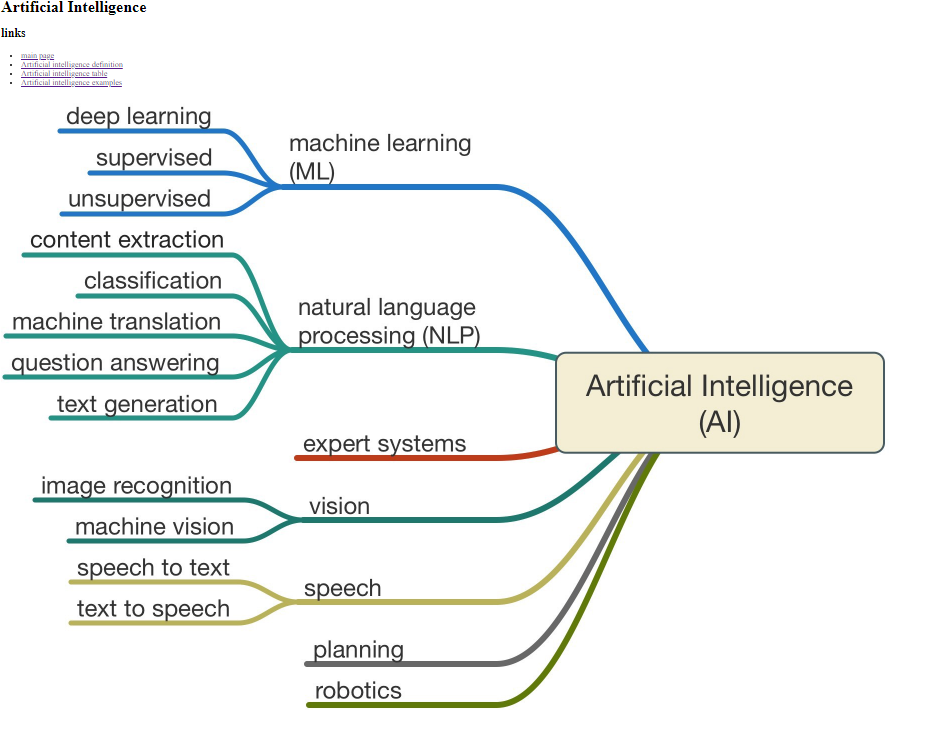 Artificial Intelligence
links
main page
Artificial intelligence definition
Artificial intelligence table
Artificial intelligence examples
deep learning
supervised
unsupervised
machine learning
(ML)
content extraction
classification
machine translation
question answering
text generation
natural language
processing (NLP)
Artificial Intelligence
(AI)
expert systems
image recognition
machine vision
vision
speech to text
text to speech
speech
planning
robotics